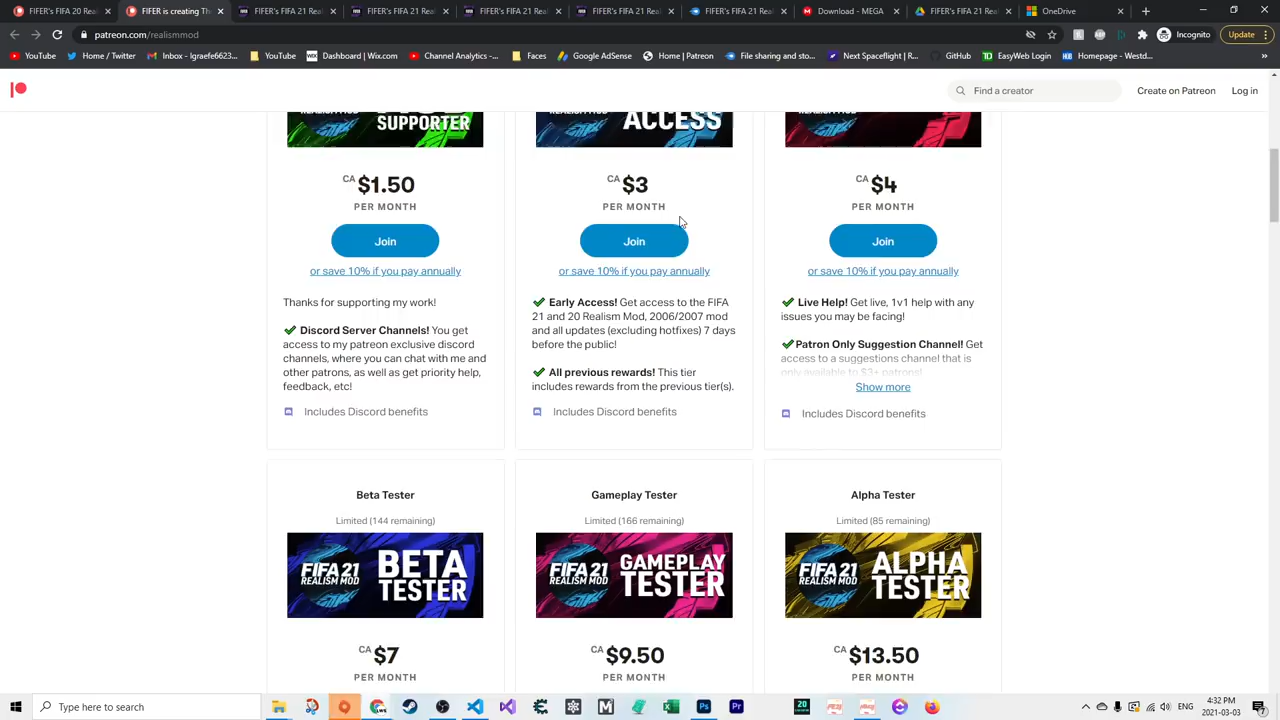 FIFER's FIFA 20 Real
FIFER is creating Th
FIFER's FIFA 21 Real
FIFER's FIFA 21 Real
FIFER's FIFA 21 Real
FIFER's FIFA 21 Real
FIFER's FIFA 21 Real
Download - MEGA
FIFER's FIFA 21 Real
OneDrive
patreon.com/realismmod
Incognito
Update
YouTube
Home / Twitter
Inbox - lgraefe6623...
YouTube
Dashboard | Wix.com
Channel Analytics -...
Faces
Google AdSense
Home | Patreon
File sharing and sto...
Next Spaceflight | R...
GitHub
EasyWeb Login
Homepage - Westd...
Find a creator
Create on Patreon
Log in
SUPPORTER
ACCESS
CA $1.50
PER MONTH
Join
or save 10% if you pay annually
Thanks for supporting my work!
Discord Server Channels! You get
access to my patreon exclusive discord
channels, where you can chat with me and
other patrons, as well as get priority help,
feedback, etc!
Includes Discord benefits
CA $3
PER MONTH
Join
or save 10% if you pay annually
Early Access! Get access to the FIFA
21 and 20 Realism Mod, 2006/2007 mod
and all updates (excluding hotfixes) 7 days
before the public!
All previous rewards! This tier
includes rewards from the previous tier(s).
Includes Discord benefits
CA $4
PER MONTH
Join
or save 10% if you pay annually
Live Help! Get live, 1v1 help with any
issues you may be facing!
Patron Only Suggestion Channel! Get
access to a suggestions channel that is
only available to $3+ patrons!
Show more
Includes Discord benefits
Beta Tester
Limited (144 remaining)
FIFA 21
REALISM MOD
BETA
TESTER
CA $7
PER MONTH
Gameplay Tester
Limited (166 remaining)
FIFA 21
REALISM MOD
GAMEPLAY
TESTER
CA $9.50
PER MONTH
Alpha Tester
Limited (85 remaining)
FIFA 21
REALISM MOD
ALPHA
TESTER
CA $13.50
PER MONTH
Type here to search
ENG
4:32 PM
2021-03-03